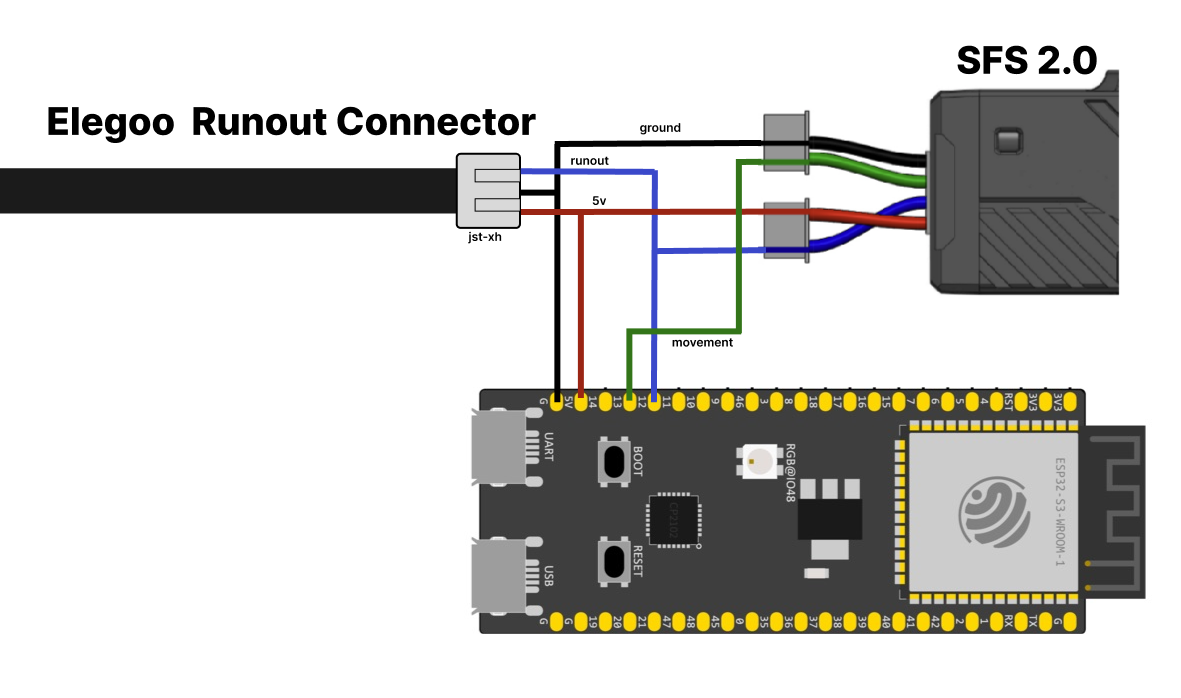 SFS 2.0
Elegoo  Runout Connector
ground
runout
5v
jst-xh
movement
G 5V 14 13 12 11 10 9 46 3 8 18 17 16 15 7 6 5 4 RST 3V3 3V3
UART
BOOT
RGB@IO48
CP2102
ESP32-S3-WROOM-1
RESET
USB
G G 19 20 21 47 48 45 0 35 36 37 38 39 40 41 42 2 1 RX TX G